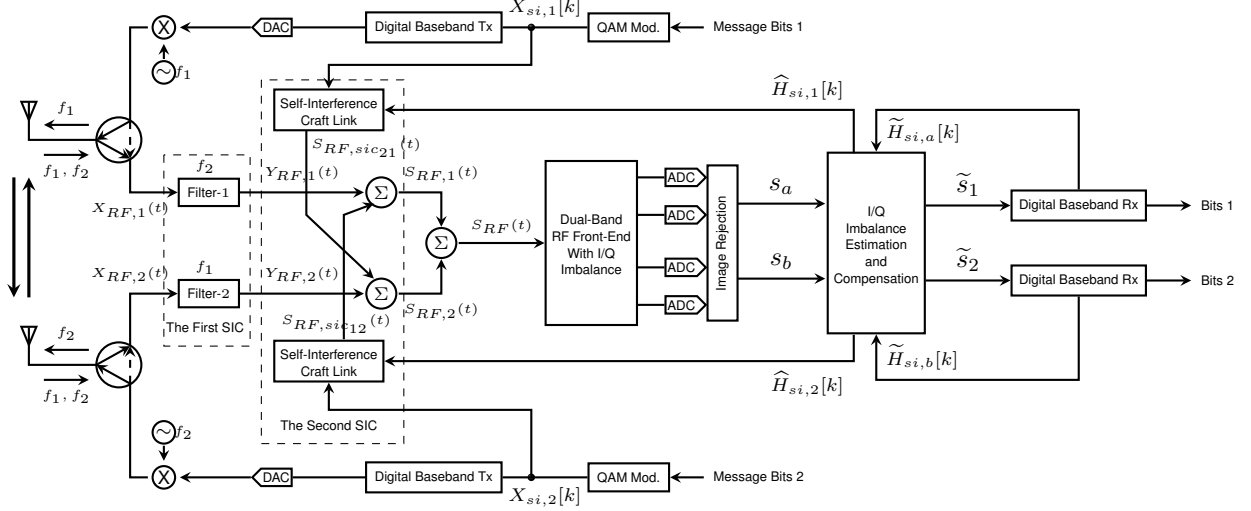 X_{si,1}[k]
DAC
Digital Baseband Tx
QAM Mod.
Message Bits 1
X
∼ f_1
f_1
f_1, f_2
Self-Interference
Craft Link
\widehat{H}_{si,1}[k]
\widetilde{H}_{si,a}[k]
S_{RF,sic_{21}}(t)
f_2
Filter-1
X_{RF,1}(t)
Y_{RF,1}(t)
Σ
S_{RF,1}(t)
Σ
S_{RF}(t)
Dual-Band
RF Front-End
With I/Q
Imbalance
ADC
ADC
ADC
ADC
Image Rejection
s_a
s_b
I/Q
Imbalance
Estimation
and
Compensation
\widetilde{s}_1
Digital Baseband Rx
Bits 1
\widetilde{s}_2
Digital Baseband Rx
Bits 2
X_{RF,2}(t)
f_1
Filter-2
Y_{RF,2}(t)
Σ
S_{RF,2}(t)
The First SIC
S_{RF,sic_{12}}(t)
f_2
f_1, f_2
Self-Interference
Craft Link
\widehat{H}_{si,2}[k]
\widetilde{H}_{si,b}[k]
The Second SIC
∼ f_2
X
DAC
Digital Baseband Tx
X_{si,2}[k]
QAM Mod.
Message Bits 2